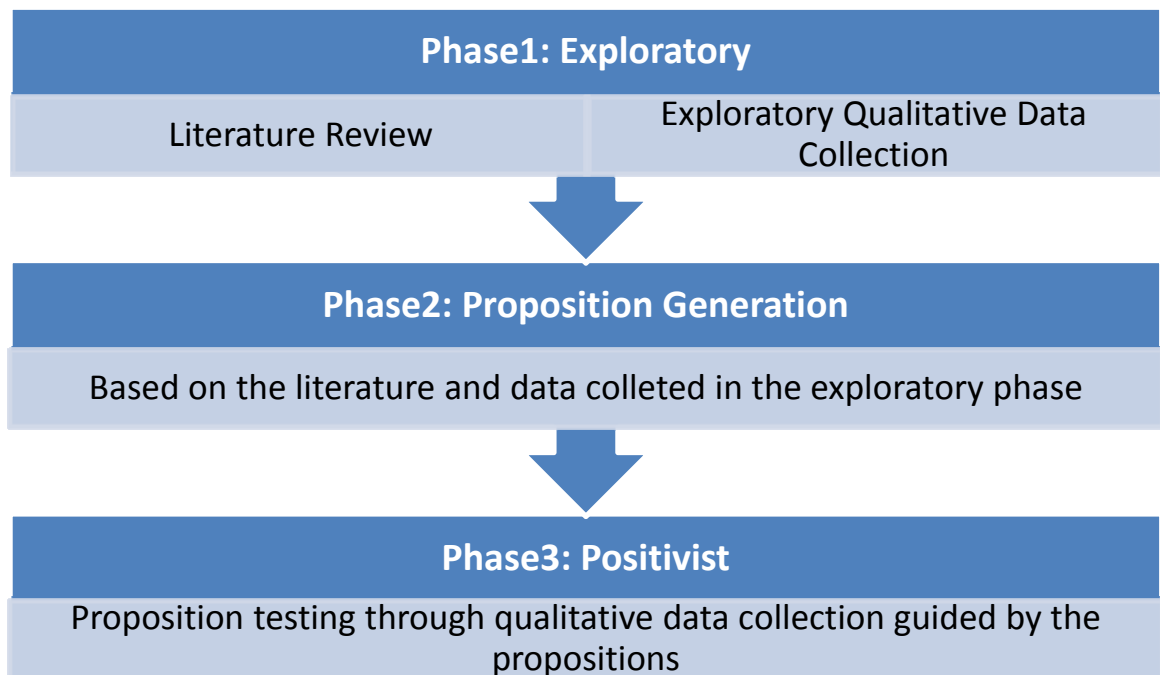 Phase1: Exploratory
Literature Review
Exploratory Qualitative Data
Collection
Phase2: Proposition Generation
Based on the literature and data colleted in the exploratory phase
Phase3: Positivist
Proposition testing through qualitative data collection guided by the
propositions